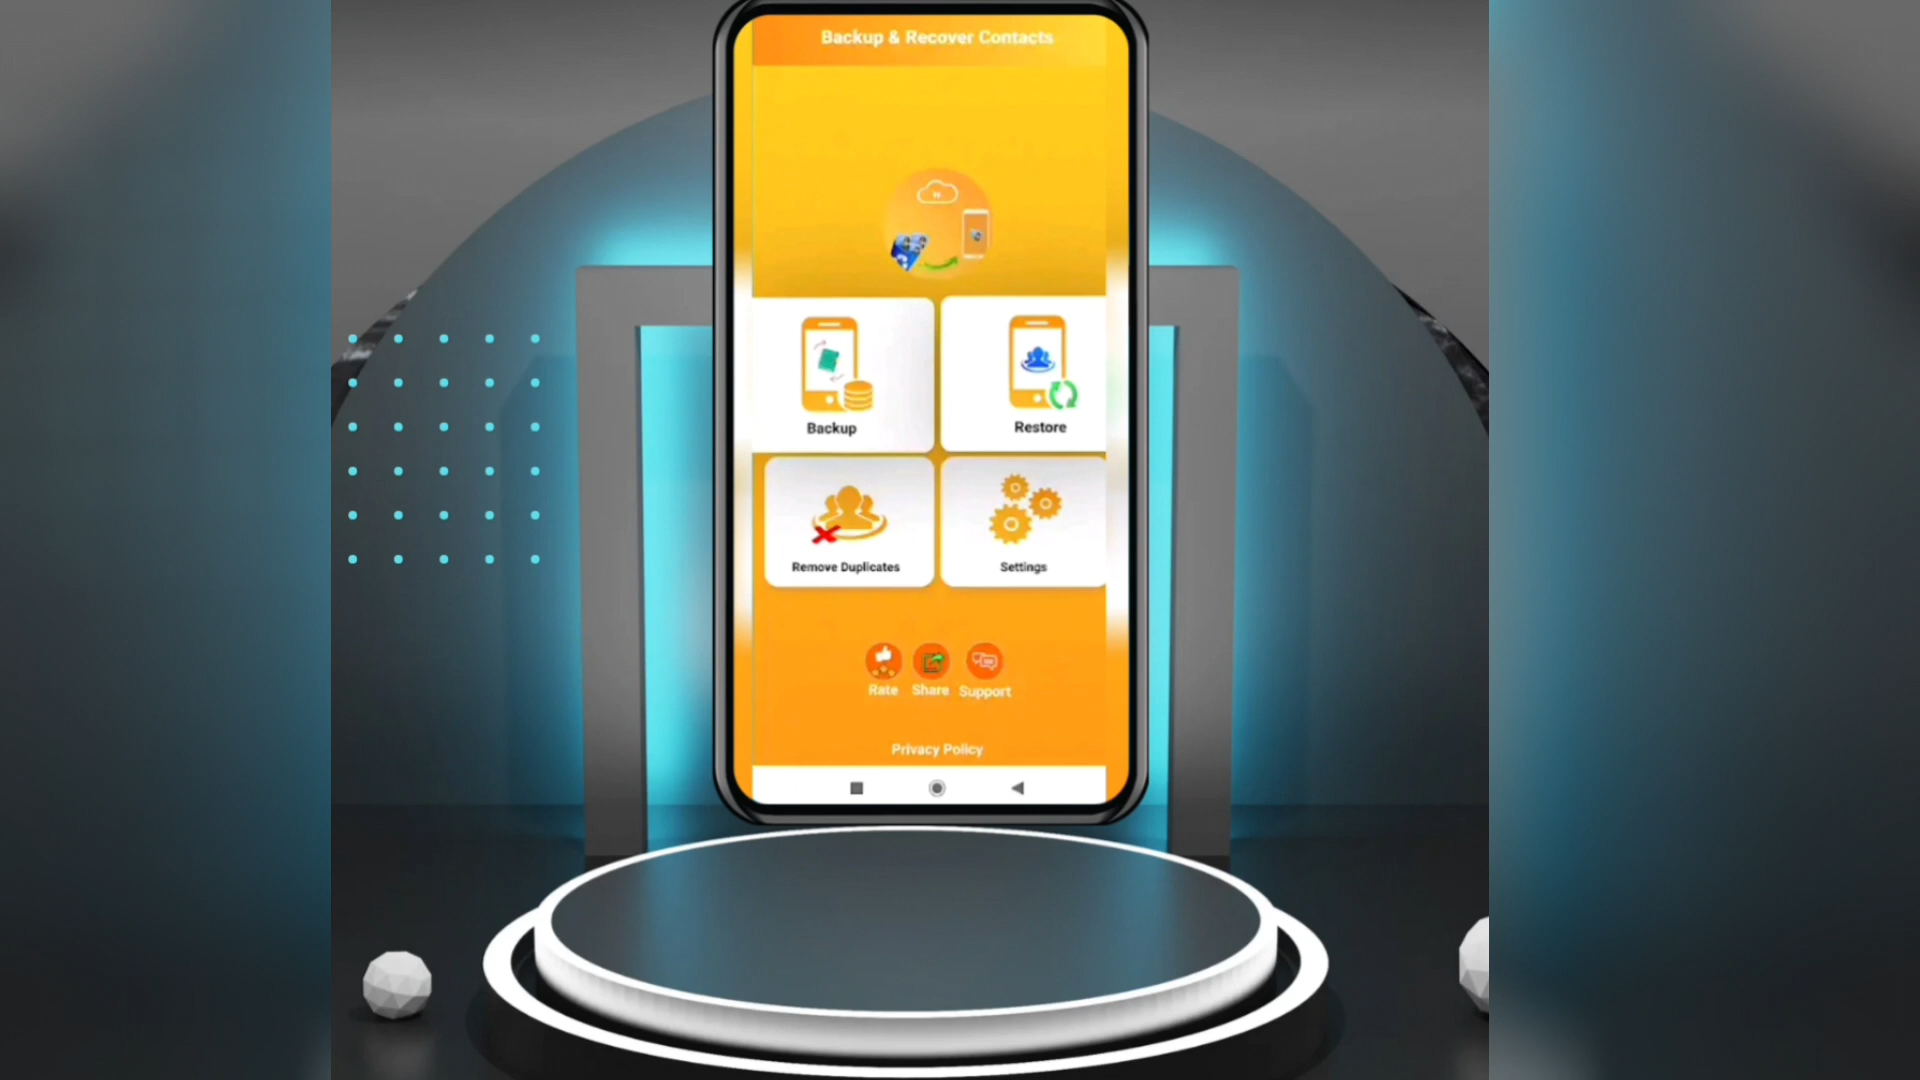 Backup & Recover Contacts
Backup
Restore
Remove Duplicates
Settings
Rate
Share
Support
Privacy Policy